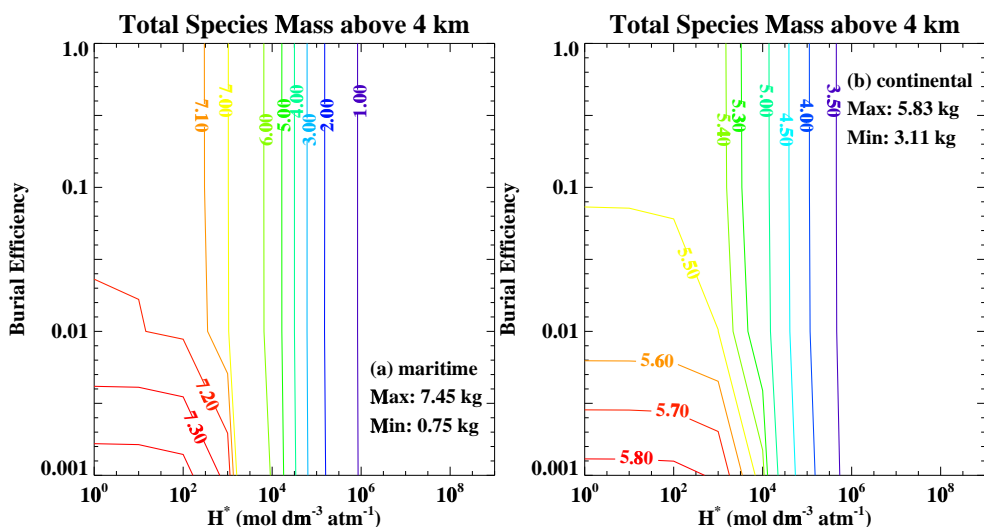 Total Species Mass above 4 km
1.0
0.1
0.01
0.001
Burial Efficiency
7.10
7.00
6.00
5.00
4.00
3.00
2.00
1.00
7.20
7.30
(a) maritime
Max: 7.45 kg
Min: 0.75 kg
10^0 10^2 10^4 10^6 10^8
H^* (mol dm^-3 atm^-1)
Total Species Mass above 4 km
1.0
0.1
0.01
0.001
Burial Efficiency
5.40
5.30
5.00
4.50
4.00
3.50
(b) continental
Max: 5.83 kg
Min: 3.11 kg
5.50
5.60
5.70
5.80
10^0 10^2 10^4 10^6 10^8
H^* (mol dm^-3 atm^-1)